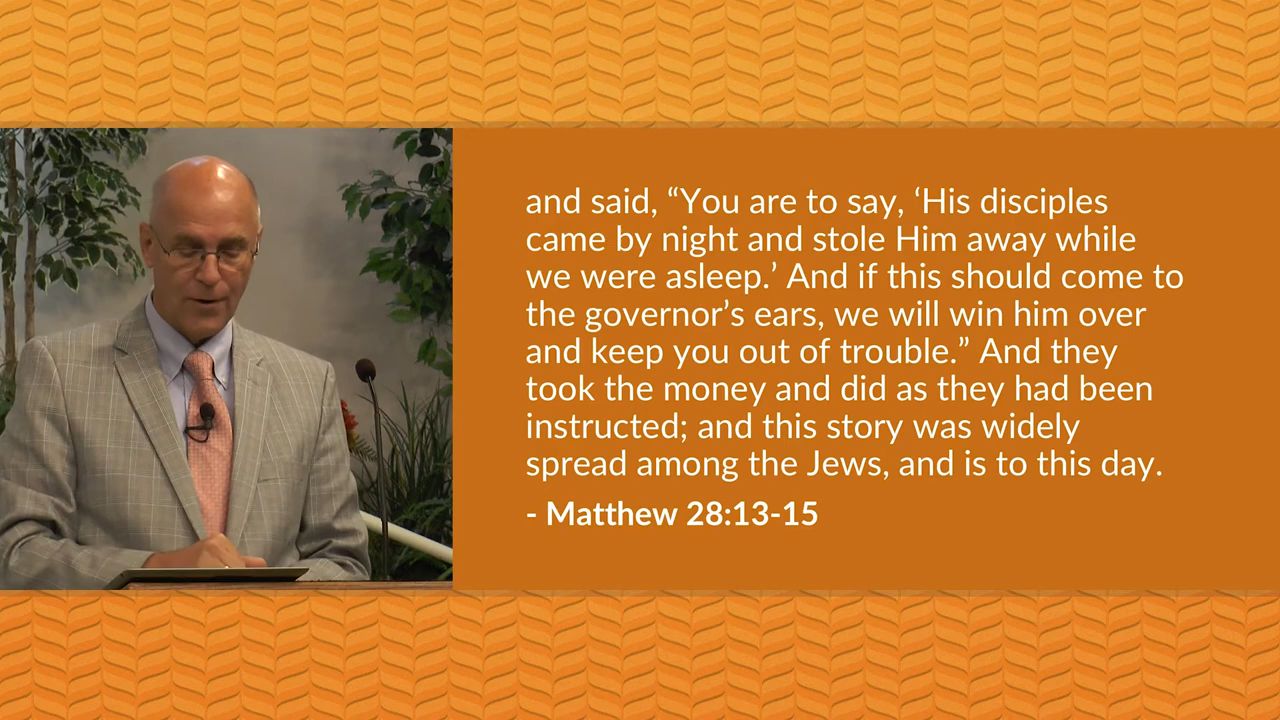 and said, “You are to say, ‘His disciples
came by night and stole Him away while
we were asleep.’ And if this should come to
the governor’s ears, we will win him over
and keep you out of trouble.” And they
took the money and did as they had been
instructed; and this story was widely
spread among the Jews, and is to this day.
- Matthew 28:13-15